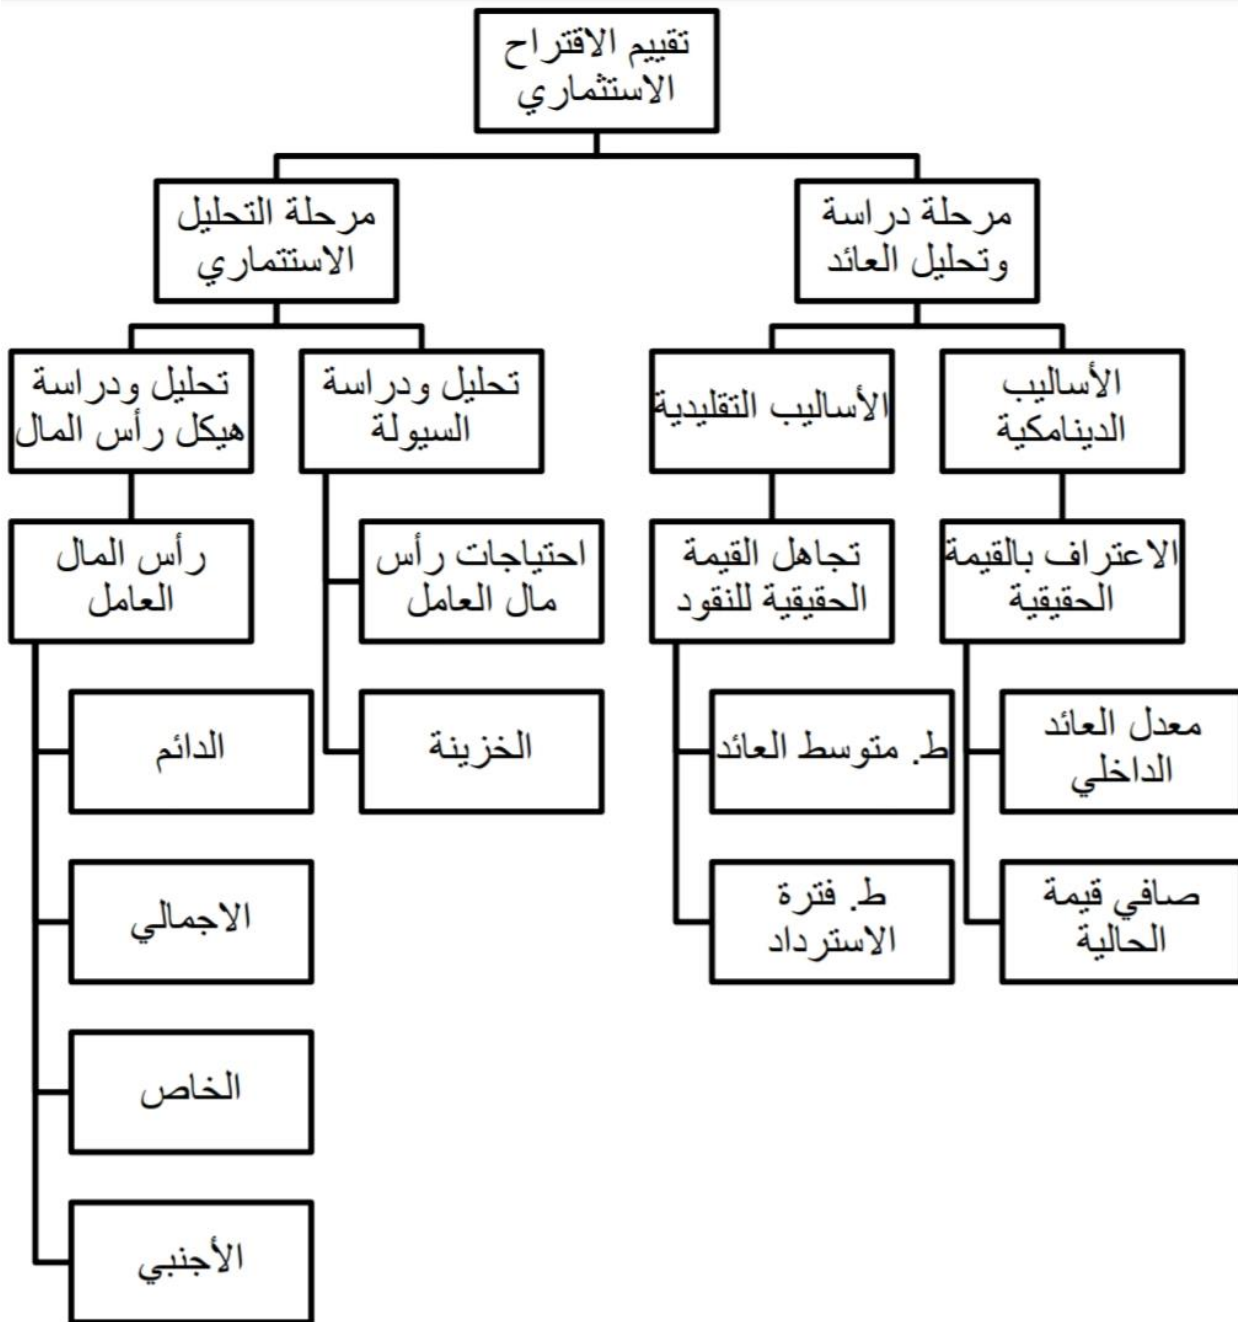 تقييم الاقتراح
الاستثماري
مرحلة دراسة
وتحليل العائد
مرحلة التحليل
الاستثماري
الأساليب
الدينامكية
الأساليب التقليدية
تحليل ودراسة
السيولة
تحليل ودراسة
هيكل رأس المال
الاعتراف بالقيمة
الحقيقية
تجاهل القيمة
الحقيقية للنقود
احتياجات رأس
مال العامل
رأس المال
العامل
معدل العائد
الداخلي
ط. متوسط العائد
الخزينة
الدائم
صافي قيمة
الحالية
ط. فترة
الاسترداد
الاجمالي
الخاص
الأجنبي